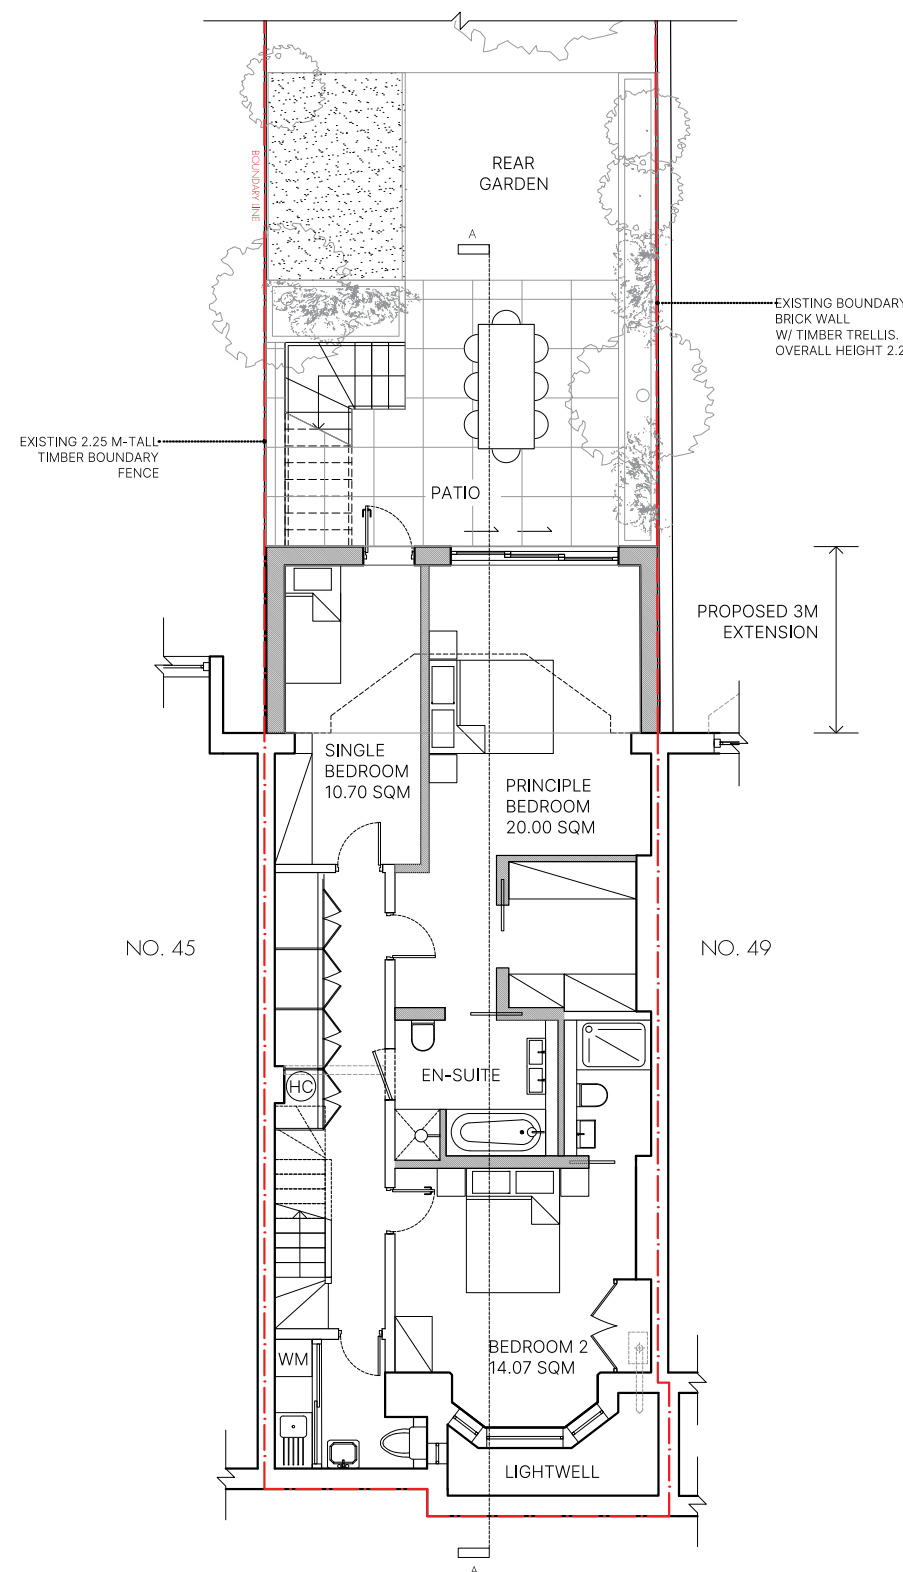 BOUNDARY LINE
REAR
GARDEN
A
EXISTING BOUNDARY
BRICK WALL
W/ TIMBER TRELLIS.
OVERALL HEIGHT 2.2
EXISTING 2.25 M-TALL
TIMBER BOUNDARY
FENCE
PATIO
PROPOSED 3M
EXTENSION
SINGLE
BEDROOM
10.70 SQM
PRINCIPLE
BEDROOM
20.00 SQM
NO. 45
NO. 49
EN-SUITE
HC
BEDROOM 2
14.07 SQM
WM
LIGHTWELL
A